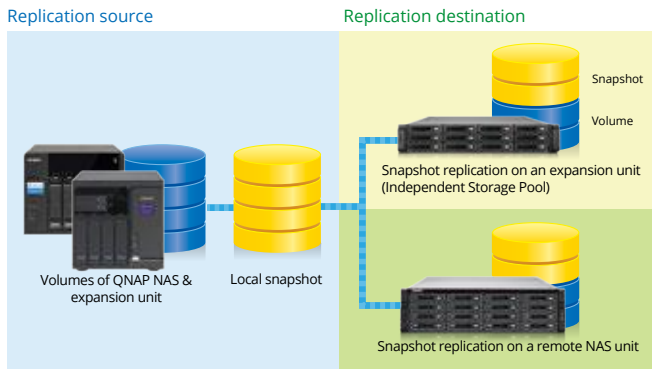 Replication source
Replication destination
Snapshot
Volume
Snapshot replication on an expansion unit
(Independent Storage Pool)
Volumes of QNAP NAS &
expansion unit
Local snapshot
Snapshot replication on a remote NAS unit